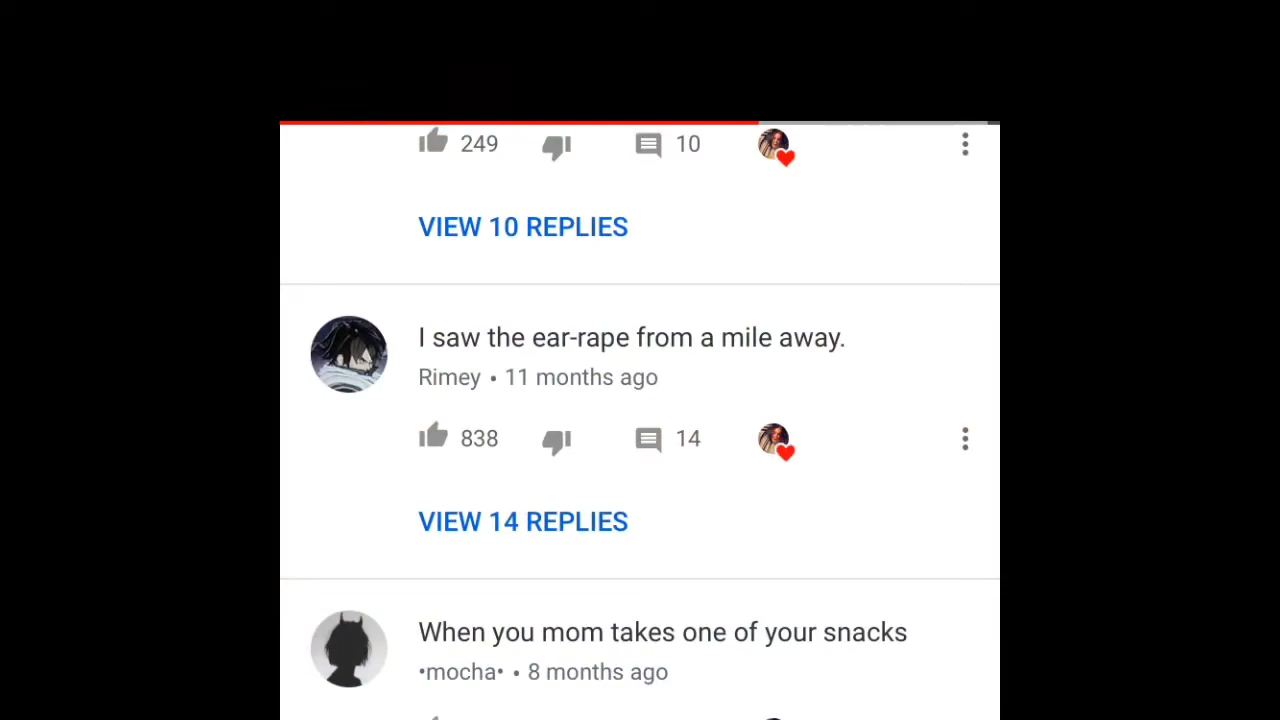 249 10
VIEW 10 REPLIES
I saw the ear-rape from a mile away.
Rimey • 11 months ago
838 14
VIEW 14 REPLIES
When you mom takes one of your snacks
•mocha• • 8 months ago